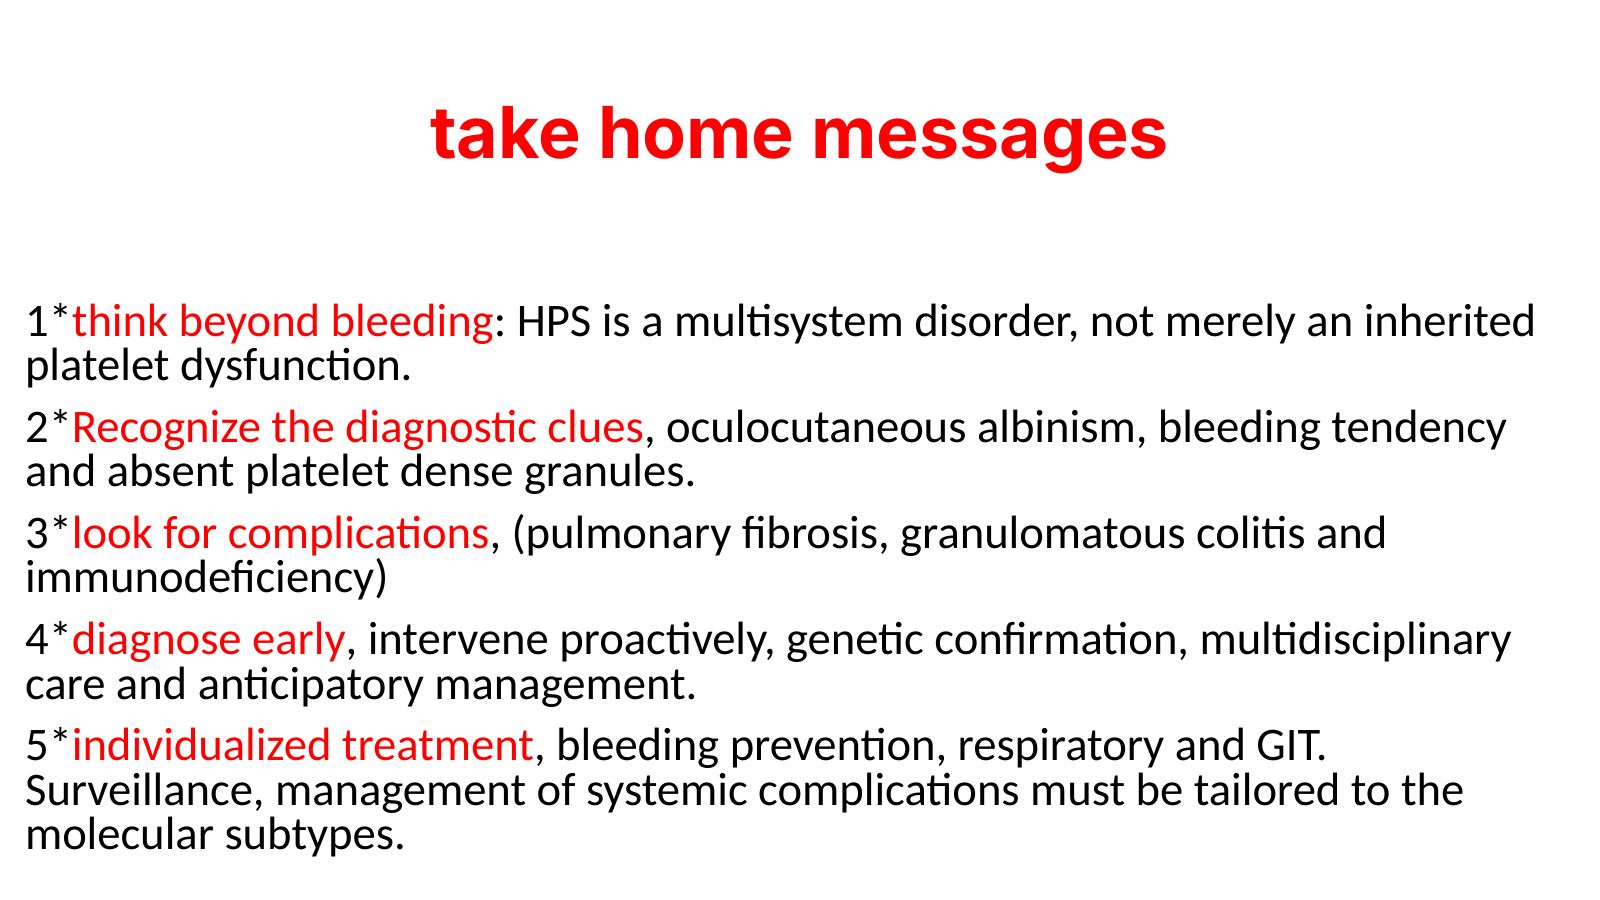 take home messages
1*think beyond bleeding: HPS is a multisystem disorder, not merely an inherited
platelet dysfunction.
2*Recognize the diagnostic clues, oculocutaneous albinism, bleeding tendency
and absent platelet dense granules.
3*look for complications, (pulmonary fibrosis, granulomatous colitis and
immunodeficiency)
4*diagnose early, intervene proactively, genetic confirmation, multidisciplinary
care and anticipatory management.
5*individualized treatment, bleeding prevention, respiratory and GIT.
Surveillance, management of systemic complications must be tailored to the
molecular subtypes.